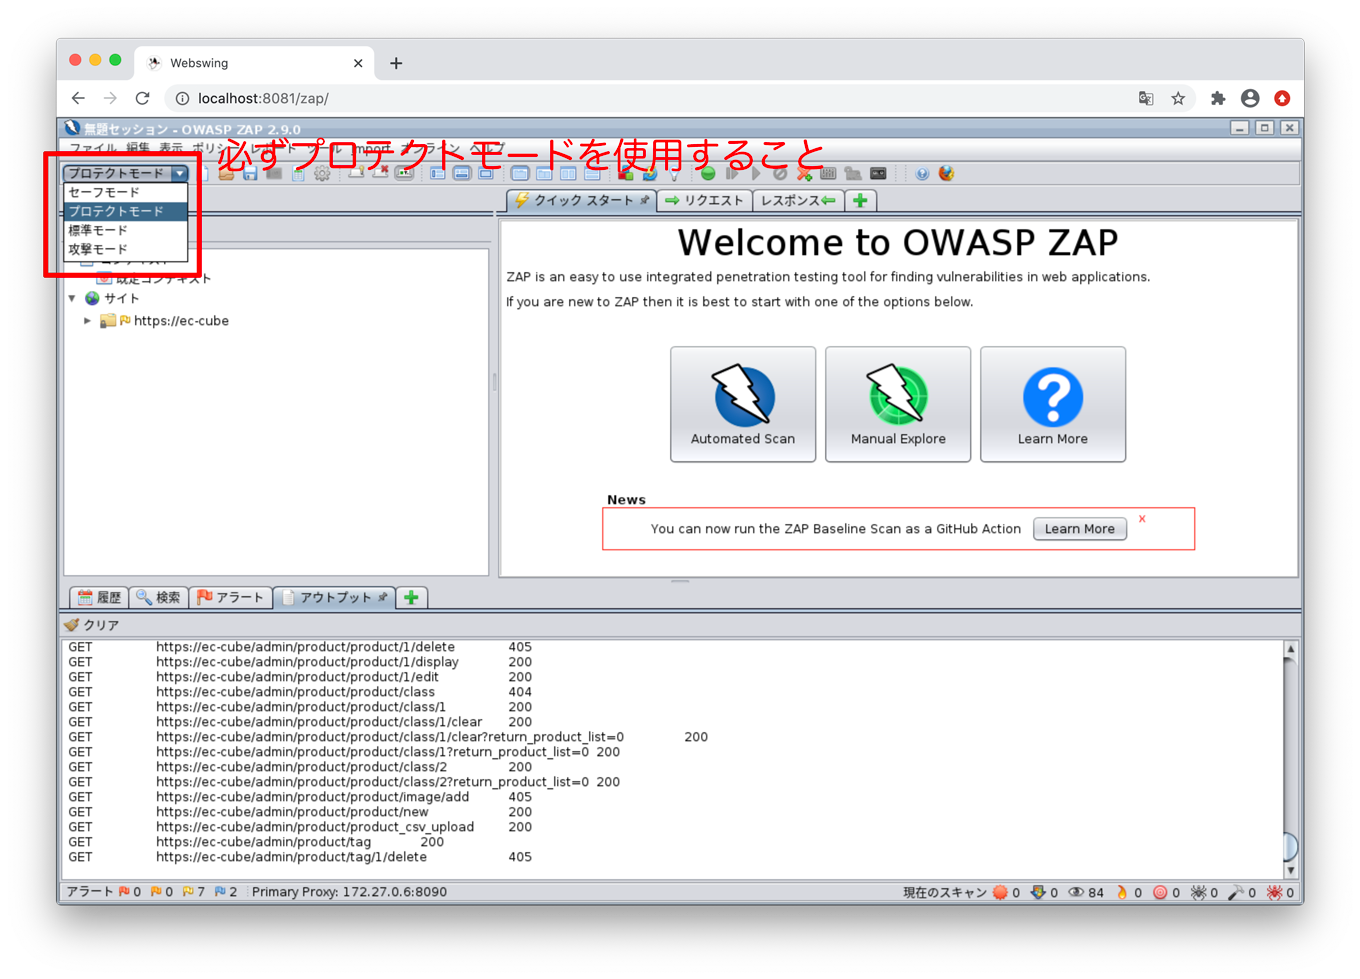 Webswing
localhost:8081/zap/
無題セッション - OWASP ZAP 2.9.0
ファイル 編集 表示 ポリシー レポート ツール Import オンライン ヘルプ
必ずプロテクトモードを使用すること
プロテクトモード
セーフモード
プロテクトモード
標準モード
攻撃モード
コンテキスト
既定コンテキスト
サイト
https://ec-cube
クイック スタート
リクエスト
レスポンス
Welcome to OWASP ZAP
ZAP is an easy to use integrated penetration testing tool for finding vulnerabilities in web applications.
If you are new to ZAP then it is best to start with one of the options below.
Automated Scan
Manual Explore
Learn More
News
You can now run the ZAP Baseline Scan as a GitHub Action
Learn More
X
履歴
検索
アラート
アウトプット
クリア
GET https://ec-cube/admin/product/product/1/delete 405
GET https://ec-cube/admin/product/product/1/display 200
GET https://ec-cube/admin/product/product/1/edit 200
GET https://ec-cube/admin/product/product/class 404
GET https://ec-cube/admin/product/product/class/1 200
GET https://ec-cube/admin/product/product/class/1/clear 200
GET https://ec-cube/admin/product/product/class/1/clear?return_product_list=0 200
GET https://ec-cube/admin/product/product/class/1?return_product_list=0 200
GET https://ec-cube/admin/product/product/class/2 200
GET https://ec-cube/admin/product/product/class/2?return_product_list=0 200
GET https://ec-cube/admin/product/product/image/add 405
GET https://ec-cube/admin/product/product/new 200
GET https://ec-cube/admin/product/product_csv_upload 200
GET https://ec-cube/admin/product/tag 200
GET https://ec-cube/admin/product/tag/1/delete 405
アラート 0 0 7 2 Primary Proxy: 172.27.0.6:8090
現在のスキャン 0 0 84 0 0 0 0 0